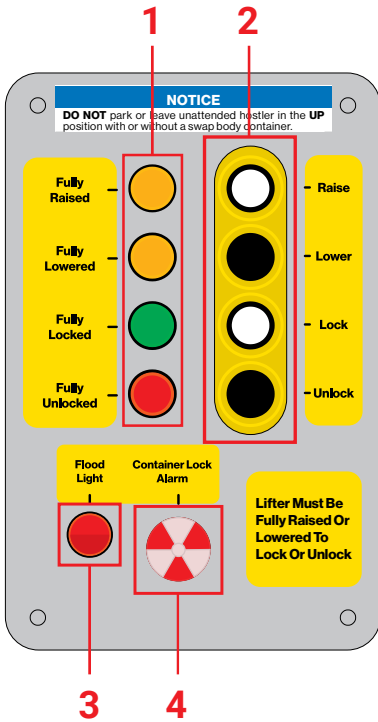 1
2
NOTICE
DO NOT park or leave unattended hostler in the UP
position with or without a swap body container.
Fully
Raised
Raise
Fully
Lowered
Lower
Fully
Locked
Lock
Fully
Unlocked
Unlock
Flood
Light
Container Lock
Alarm
Lifter Must Be
Fully Raised Or
Lowered To
Lock Or Unlock
3
4